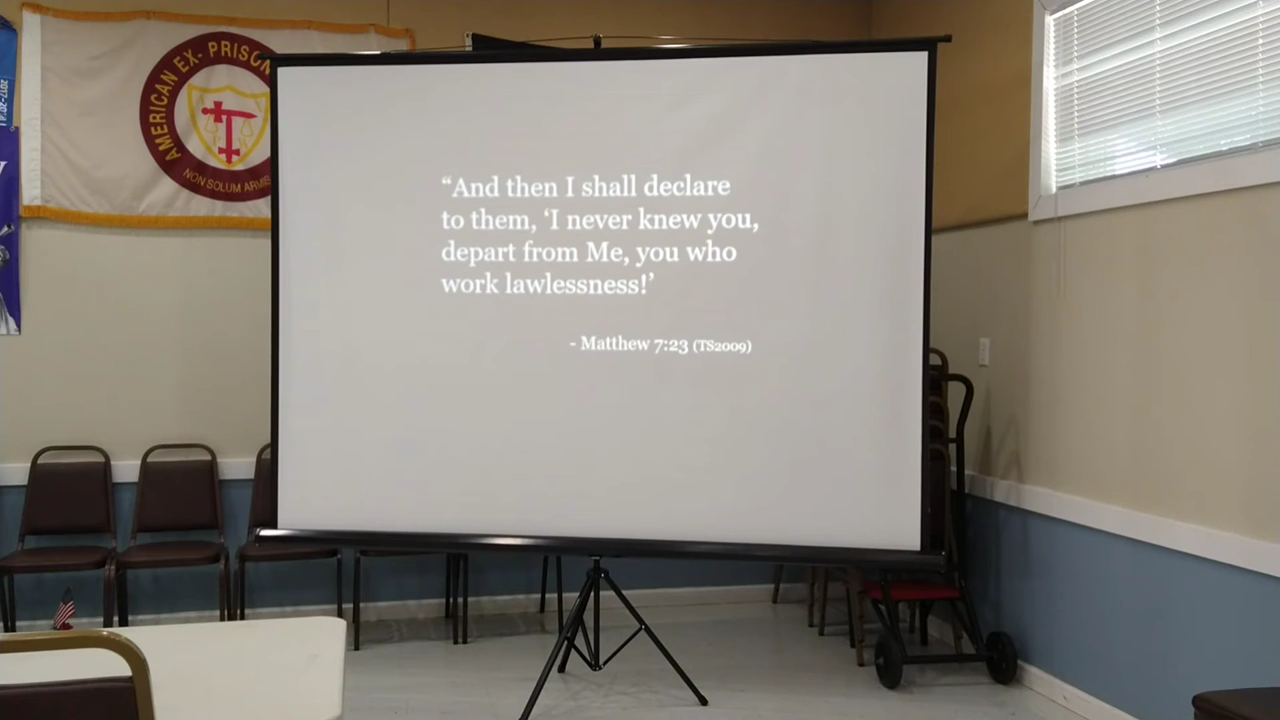 AMERICAN EX-PRISON
NON SOLUM ARMIS
“And then I shall declare
to them, ‘I never knew you,
depart from Me, you who
work lawlessness!’
- Matthew 7:23 (TS2009)